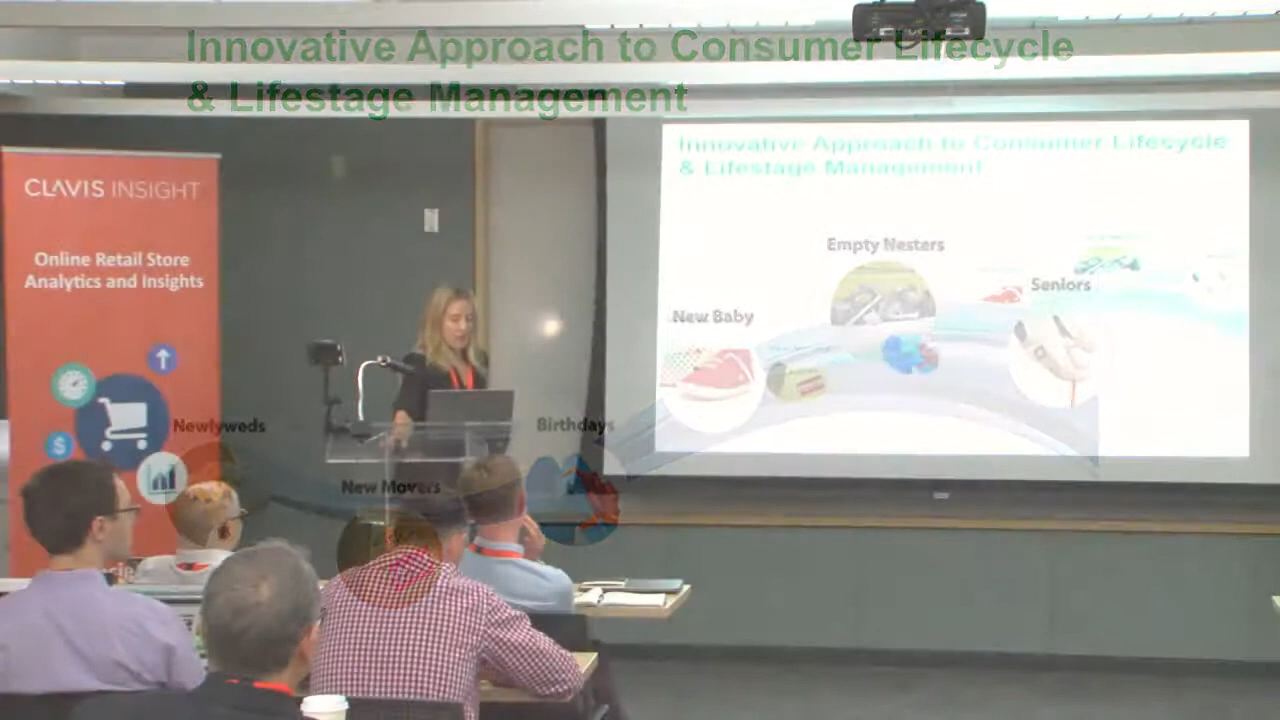 Innovative Approach to Consumer Lifecycle
& Lifestage Management
Innovative Approach to Consumer Lifecycle
& Lifestage Management
CLAVIS INSIGHT
Online Retail Store
Analytics and Insights
Empty Nesters
Seniors
New Baby
Newlyweds
Birthdays
New Movers
$